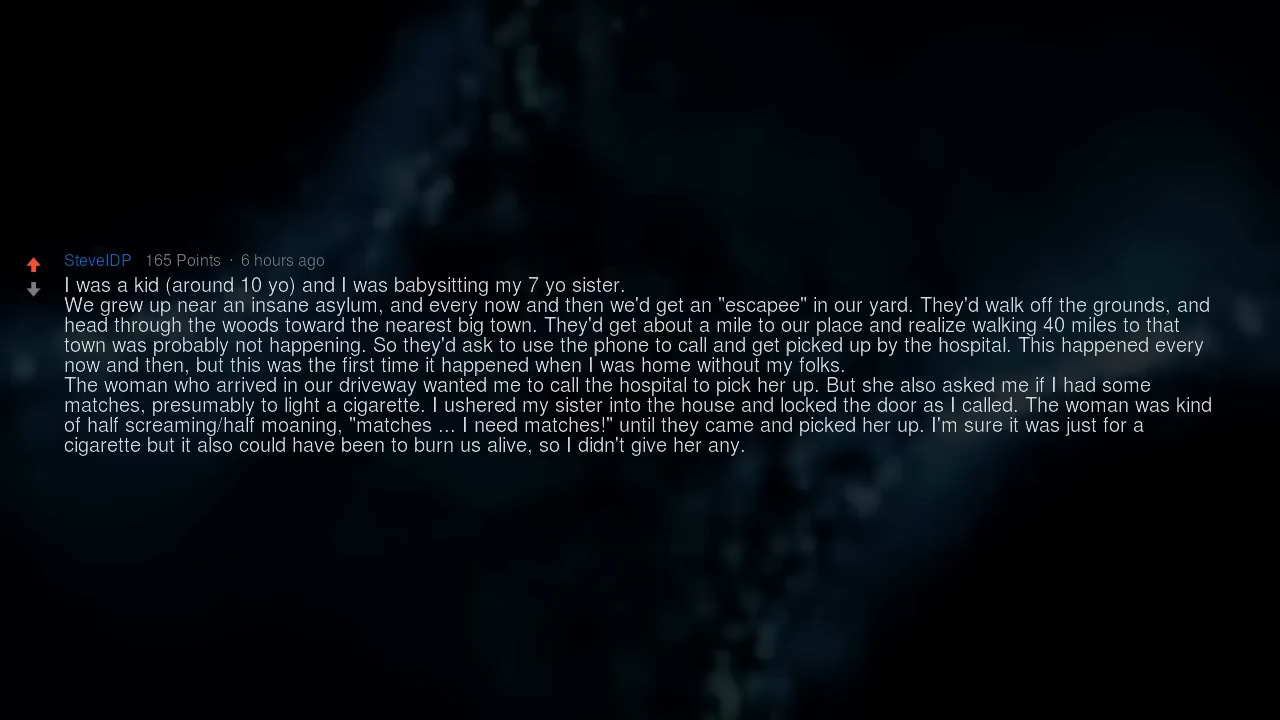 SteveIDP 165 Points · 6 hours ago
I was a kid (around 10 yo) and I was babysitting my 7 yo sister.
We grew up near an insane asylum, and every now and then we'd get an "escapee" in our yard. They'd walk off the grounds, and
head through the woods toward the nearest big town. They'd get about a mile to our place and realize walking 40 miles to that
town was probably not happening. So they'd ask to use the phone to call and get picked up by the hospital. This happened every
now and then, but this was the first time it happened when I was home without my folks.
The woman who arrived in our driveway wanted me to call the hospital to pick her up. But she also asked me if I had some
matches, presumably to light a cigarette. I ushered my sister into the house and locked the door as I called. The woman was kind
of half screaming/half moaning, "matches ... I need matches!" until they came and picked her up. I'm sure it was just for a
cigarette but it also could have been to burn us alive, so I didn't give her any.